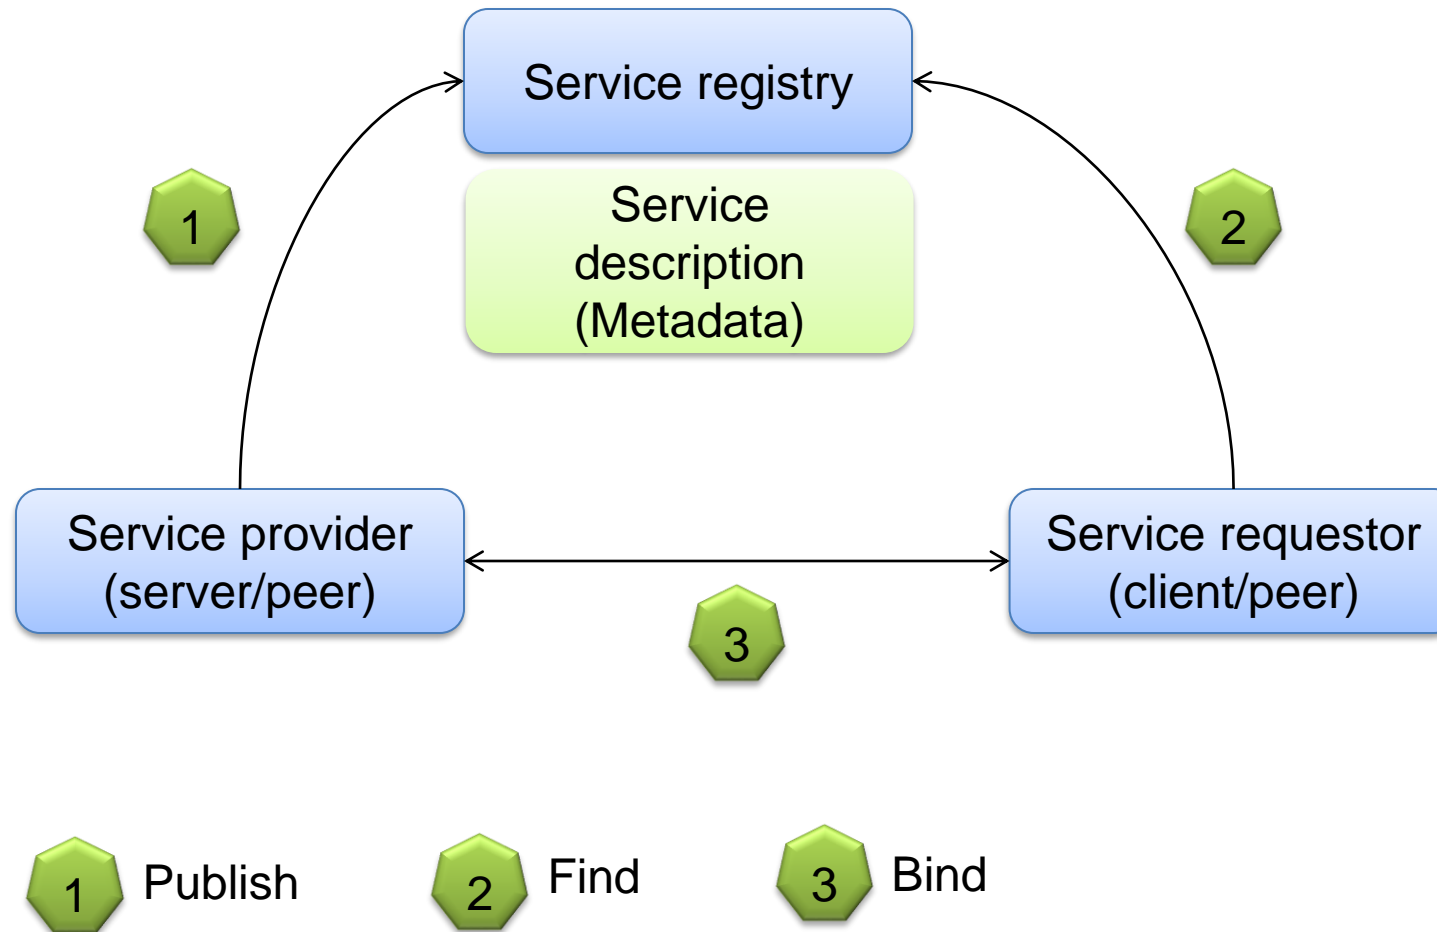 Service registry
1
2
Service
description
(Metadata)
Service provider
(server/peer)
Service requestor
(client/peer)
3
1 Publish
2 Find
3 Bind